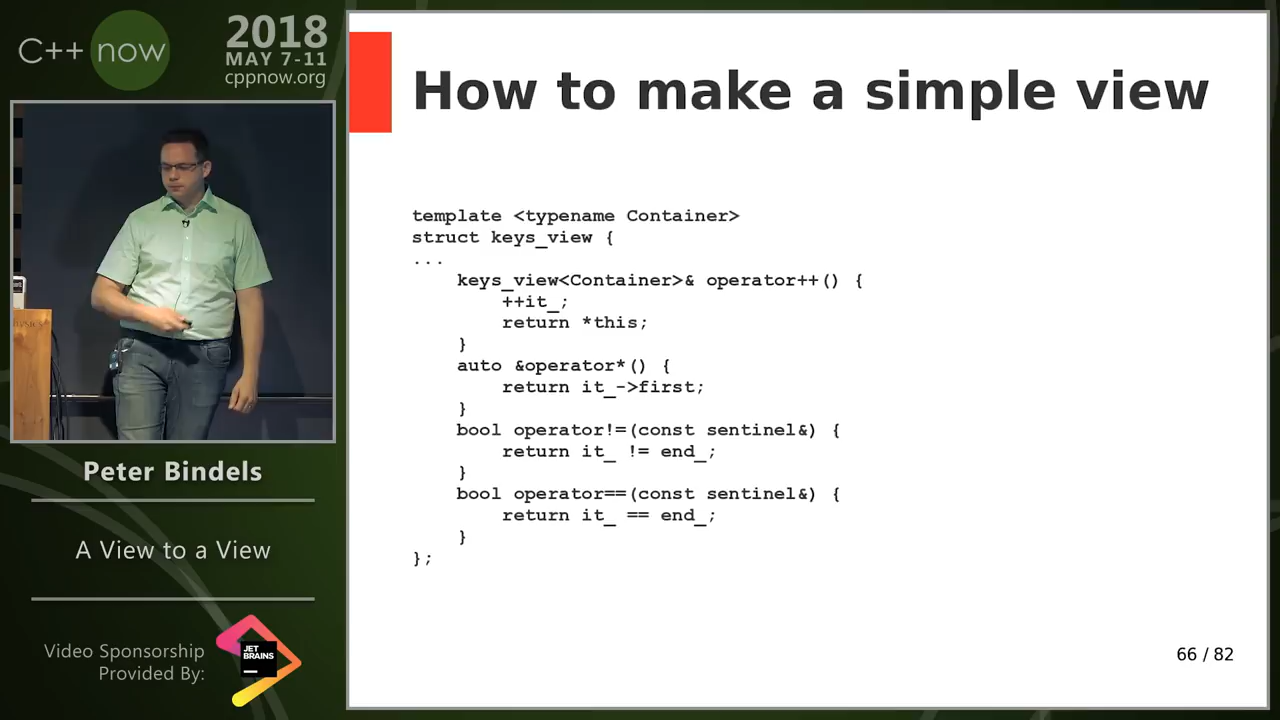 C++ now
2018
MAY 7-11
cppnow.org
Peter Bindels
A View to a View
Video Sponsorship
Provided By:
JET
BRAINS
How to make a simple view
template <typename Container>
struct keys_view {
...
    keys_view<Container>& operator++() {
        ++it_;
        return *this;
    }
    auto &operator*() {
        return it_->first;
    }
    bool operator!=(const sentinel&) {
        return it_ != end_;
    }
    bool operator==(const sentinel&) {
        return it_ == end_;
    }
};
66 / 82